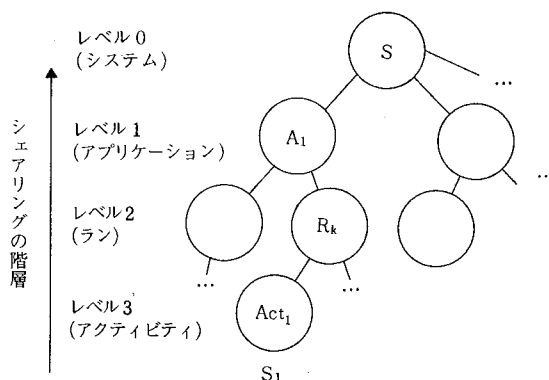 レベル0
(システム)
S
...
レベル1
(アプリケーション)
A₁
..
レベル2
(ラン)
Rₖ
...
...
レベル3
(アクティビティ)
Act₁
S₁
シェアリングの階層